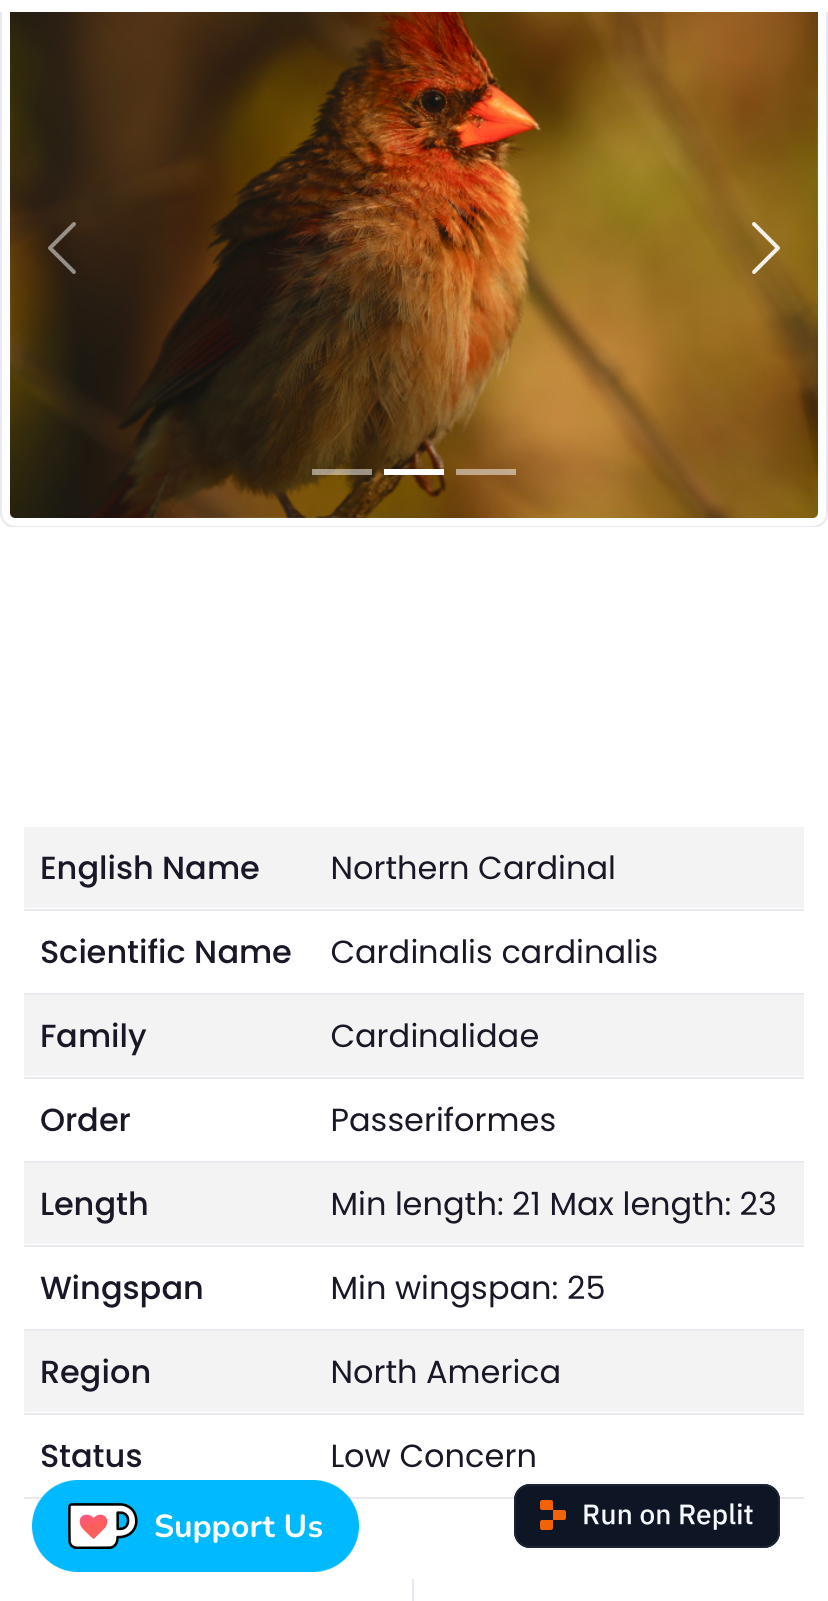 English Name Northern Cardinal
Scientific Name Cardinalis cardinalis
Family Cardinalidae
Order Passeriformes
Length Min length: 21 Max length: 23
Wingspan Min wingspan: 25
Region North America
Status Low Concern
Support Us Run on Replit